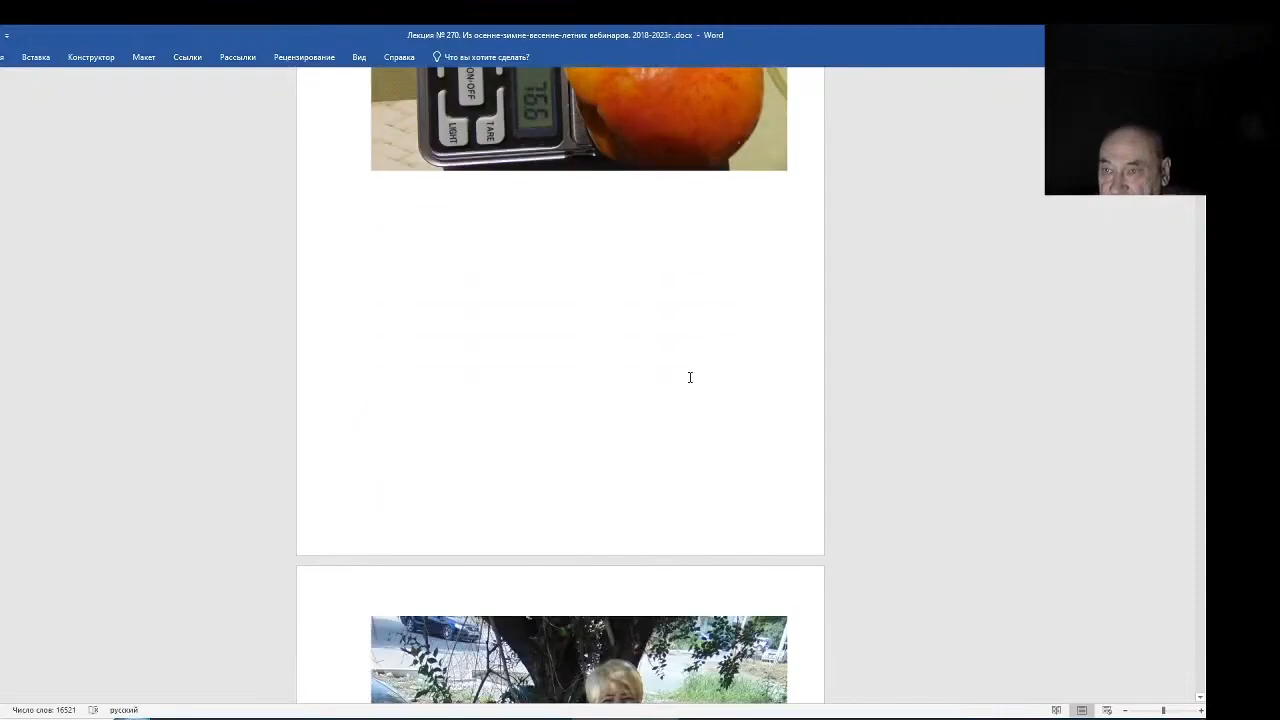 Лекция № 270. Из осенне-зимне-весенне-летних вебинаров. 2018-2023г..docx - Word
я Вставка Конструктор Макет Ссылки Рассылки Рецензирование Вид Справка Что вы хотите сделать?
ON-OFF
LIGHT
TARE
Число слов: 16521 русский